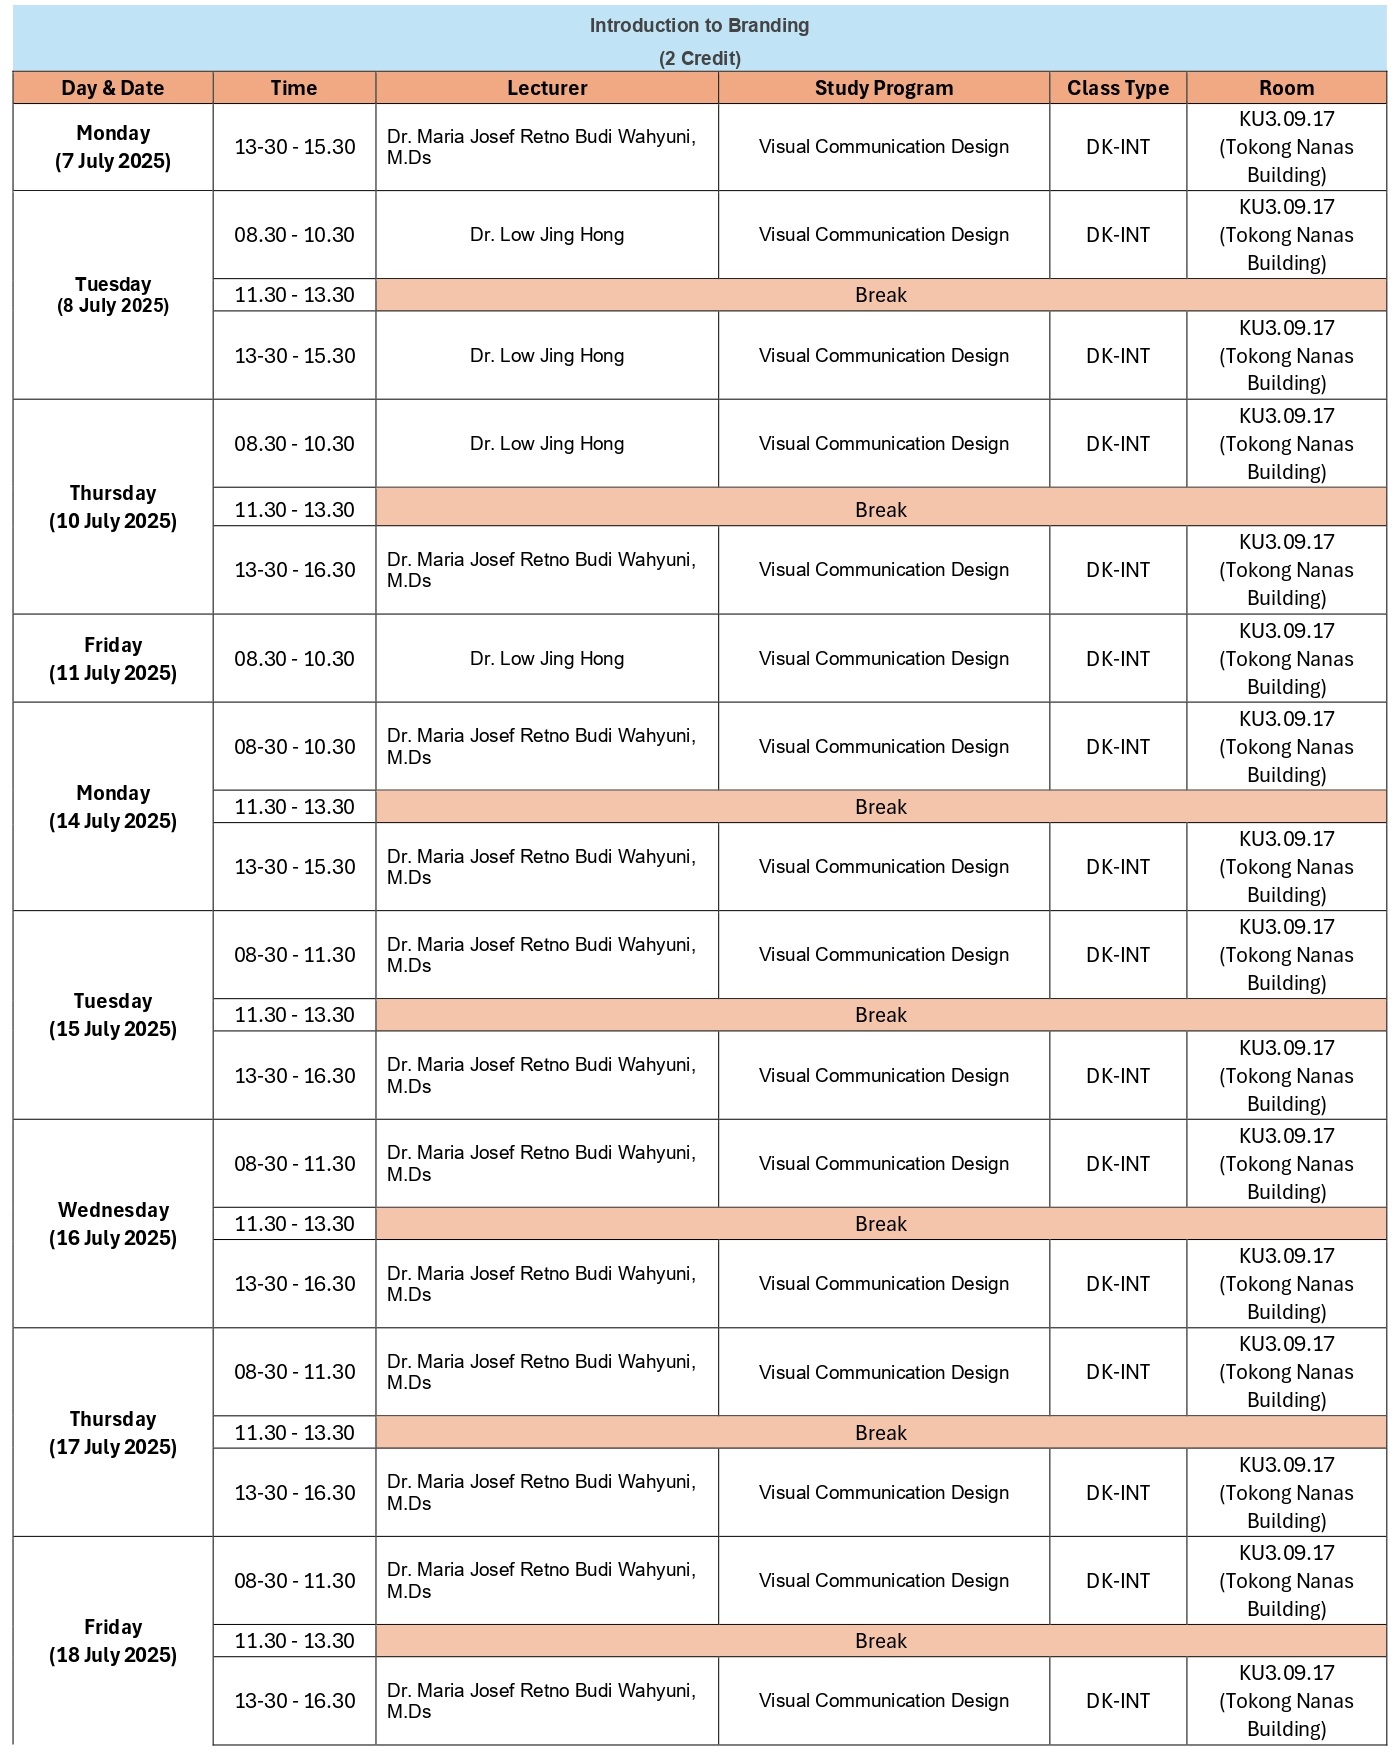 Introduction to Branding
(2 Credit)
Day & Date Time Lecturer Study Program Class Type Room
Monday
(7 July 2025)
13-30 - 15.30
Dr. Maria Josef Retno Budi Wahyuni,
M.Ds
Visual Communication Design
DK-INT
KU3.09.17
(Tokong Nanas
Building)
Tuesday
(8 July 2025)
08.30 - 10.30
Dr. Low Jing Hong
Visual Communication Design
DK-INT
KU3.09.17
(Tokong Nanas
Building)
11.30 - 13.30 Break
13-30 - 15.30
Dr. Low Jing Hong
Visual Communication Design
DK-INT
KU3.09.17
(Tokong Nanas
Building)
Thursday
(10 July 2025)
08.30 - 10.30
Dr. Low Jing Hong
Visual Communication Design
DK-INT
KU3.09.17
(Tokong Nanas
Building)
11.30 - 13.30 Break
13-30 - 16.30
Dr. Maria Josef Retno Budi Wahyuni,
M.Ds
Visual Communication Design
DK-INT
KU3.09.17
(Tokong Nanas
Building)
Friday
(11 July 2025)
08.30 - 10.30
Dr. Low Jing Hong
Visual Communication Design
DK-INT
KU3.09.17
(Tokong Nanas
Building)
Monday
(14 July 2025)
08-30 - 10.30
Dr. Maria Josef Retno Budi Wahyuni,
M.Ds
Visual Communication Design
DK-INT
KU3.09.17
(Tokong Nanas
Building)
11.30 - 13.30 Break
13-30 - 15.30
Dr. Maria Josef Retno Budi Wahyuni,
M.Ds
Visual Communication Design
DK-INT
KU3.09.17
(Tokong Nanas
Building)
Tuesday
(15 July 2025)
08-30 - 11.30
Dr. Maria Josef Retno Budi Wahyuni,
M.Ds
Visual Communication Design
DK-INT
KU3.09.17
(Tokong Nanas
Building)
11.30 - 13.30 Break
13-30 - 16.30
Dr. Maria Josef Retno Budi Wahyuni,
M.Ds
Visual Communication Design
DK-INT
KU3.09.17
(Tokong Nanas
Building)
Wednesday
(16 July 2025)
08-30 - 11.30
Dr. Maria Josef Retno Budi Wahyuni,
M.Ds
Visual Communication Design
DK-INT
KU3.09.17
(Tokong Nanas
Building)
11.30 - 13.30 Break
13-30 - 16.30
Dr. Maria Josef Retno Budi Wahyuni,
M.Ds
Visual Communication Design
DK-INT
KU3.09.17
(Tokong Nanas
Building)
Thursday
(17 July 2025)
08-30 - 11.30
Dr. Maria Josef Retno Budi Wahyuni,
M.Ds
Visual Communication Design
DK-INT
KU3.09.17
(Tokong Nanas
Building)
11.30 - 13.30 Break
13-30 - 16.30
Dr. Maria Josef Retno Budi Wahyuni,
M.Ds
Visual Communication Design
DK-INT
KU3.09.17
(Tokong Nanas
Building)
Friday
(18 July 2025)
08-30 - 11.30
Dr. Maria Josef Retno Budi Wahyuni,
M.Ds
Visual Communication Design
DK-INT
KU3.09.17
(Tokong Nanas
Building)
11.30 - 13.30 Break
13-30 - 16.30
Dr. Maria Josef Retno Budi Wahyuni,
M.Ds
Visual Communication Design
DK-INT
KU3.09.17
(Tokong Nanas
Building)